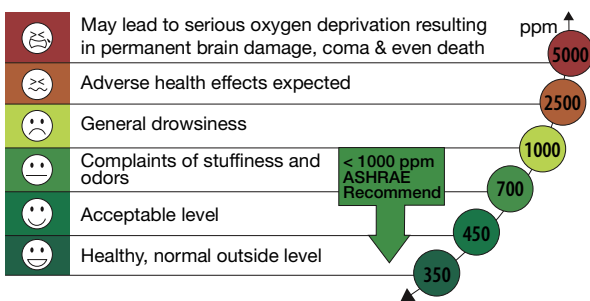 May lead to serious oxygen deprivation resulting
in permanent brain damage, coma & even death
ppm
5000
Adverse health effects expected
2500
General drowsiness
1000
Complaints of stuffiness and
odors
< 1000 ppm
ASHRAE
Recommend
700
Acceptable level
450
Healthy, normal outside level
350